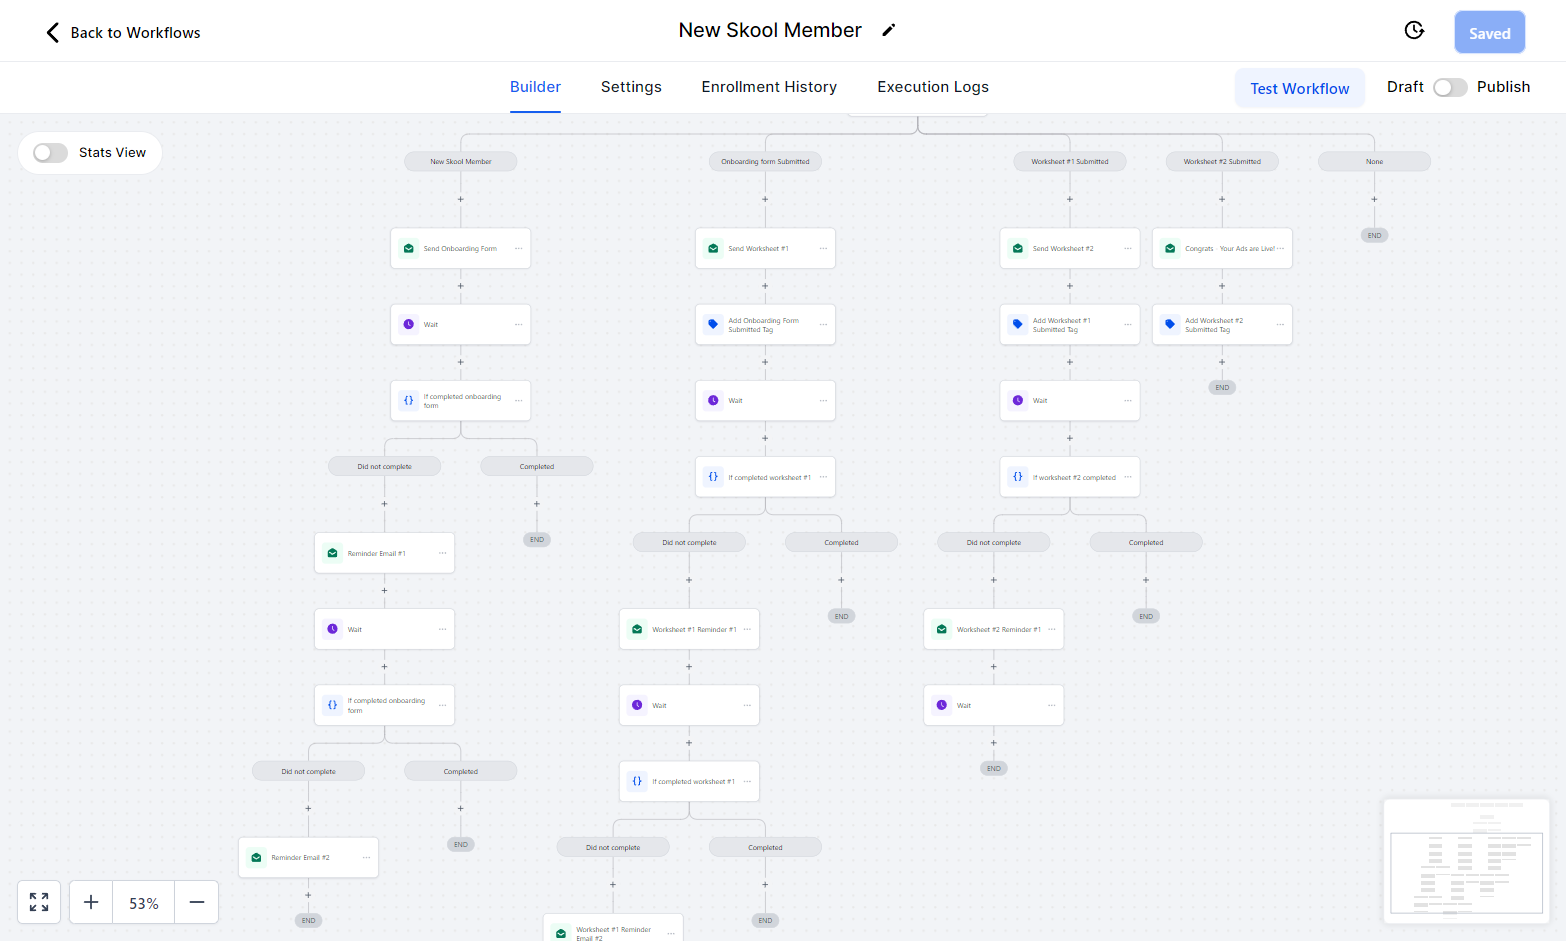 Back to Workflows
New Skool Member
Saved
Builder
Settings
Enrollment History
Execution Logs
Test Workflow
Draft
Publish
Stats View
New Skool Member
Onboarding form Submitted
Worksheet #1 Submitted
Worksheet #2 Submitted
None
END
Send Onboarding Form
Send Worksheet #1
Send Worksheet #2
Congrats - Your Ads are Live!
Wait
Add Onboarding Form
Submitted Tag
Add Worksheet #1
Submitted Tag
Add Worksheet #2
Submitted Tag
END
If completed onboarding
form
Wait
Wait
Did not complete
Completed
If completed worksheet #1
If worksheet #2 completed
END
Did not complete
Completed
Did not complete
Completed
Reminder Email #1
END
END
Wait
Worksheet #1 Reminder #1
Worksheet #2 Reminder #1
If completed onboarding
form
Wait
Wait
Did not complete
Completed
If completed worksheet #1
END
END
Did not complete
Completed
Reminder Email #2
END
END
Worksheet #1 Reminder
Email #2
53%